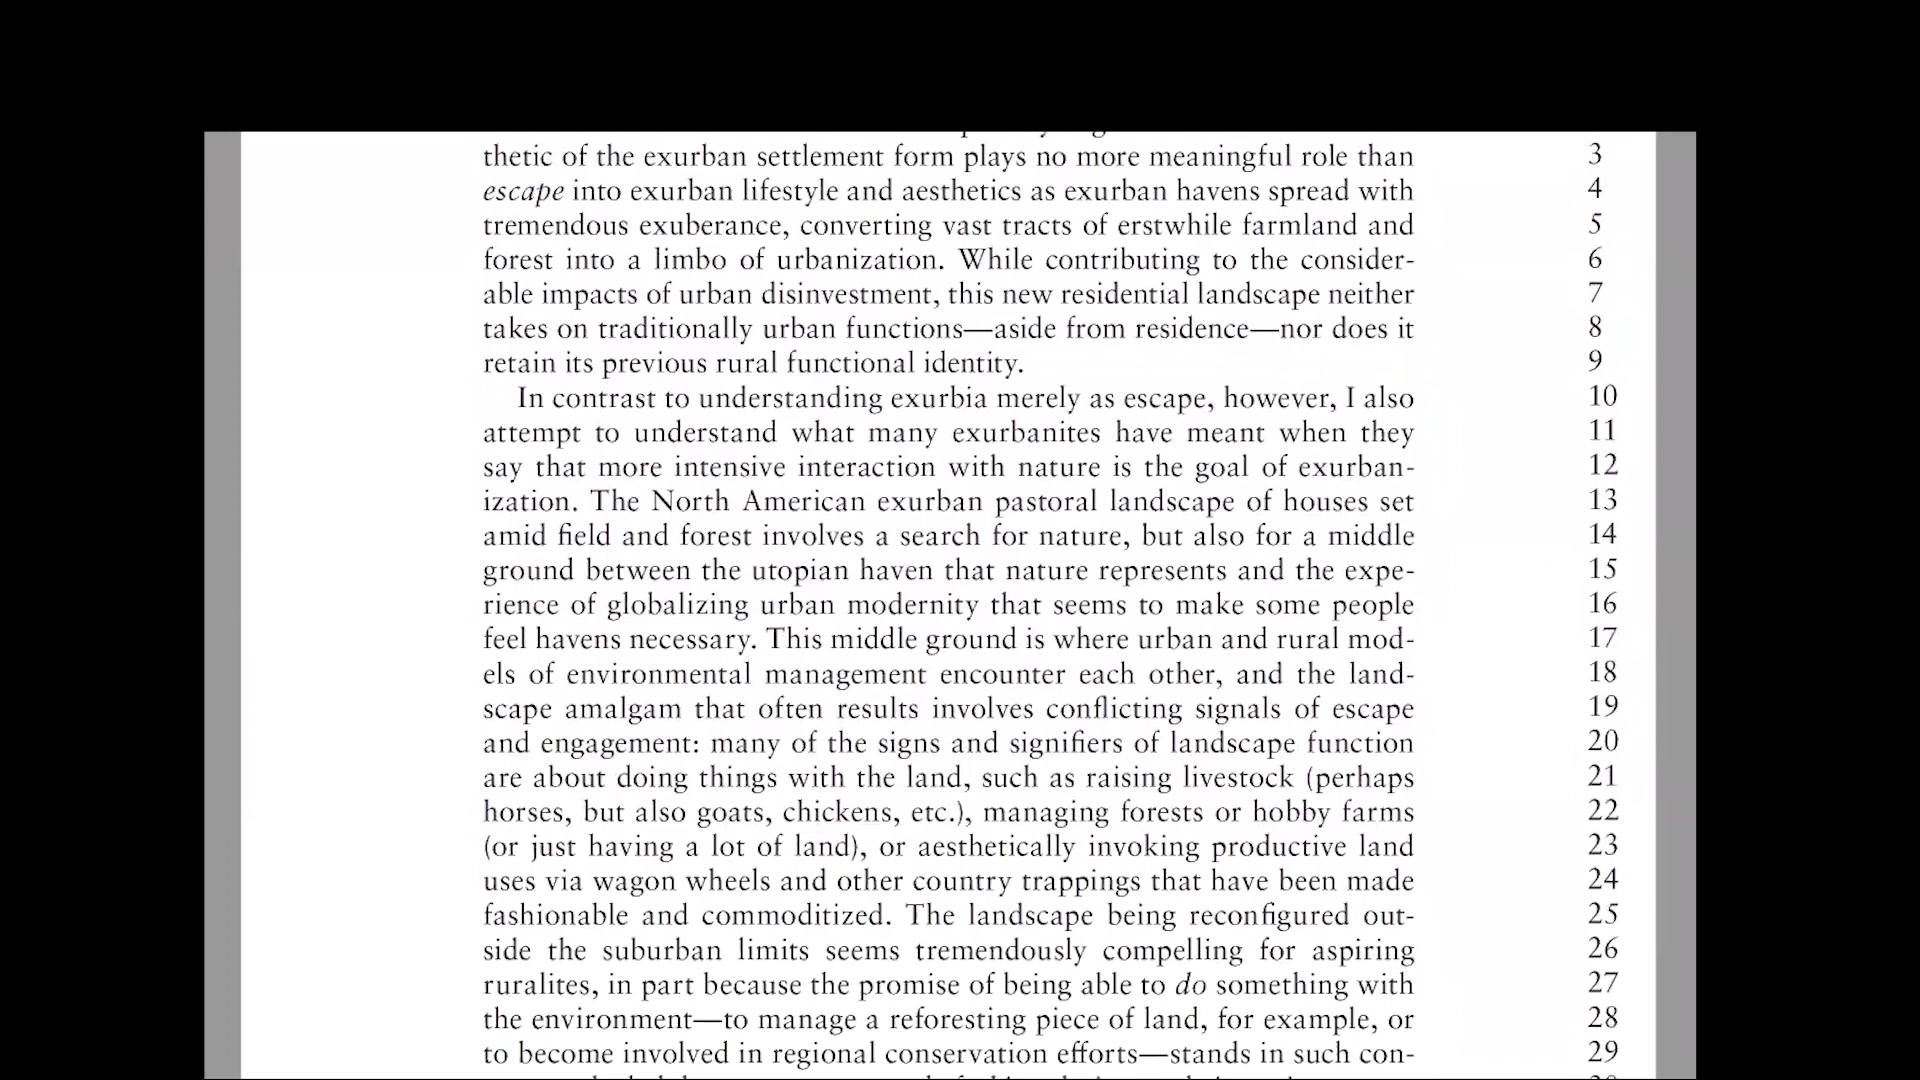 thetic of the exurban settlement form plays no more meaningful role than 3
escape into exurban lifestyle and aesthetics as exurban havens spread with 4
tremendous exuberance, converting vast tracts of erstwhile farmland and 5
forest into a limbo of urbanization. While contributing to the consider- 6
able impacts of urban disinvestment, this new residential landscape neither 7
takes on traditionally urban functions—aside from residence—nor does it 8
retain its previous rural functional identity. 9
In contrast to understanding exurbia merely as escape, however, I also 10
attempt to understand what many exurbanites have meant when they 11
say that more intensive interaction with nature is the goal of exurban- 12
ization. The North American exurban pastoral landscape of houses set 13
amid field and forest involves a search for nature, but also for a middle 14
ground between the utopian haven that nature represents and the expe- 15
rience of globalizing urban modernity that seems to make some people 16
feel havens necessary. This middle ground is where urban and rural mod- 17
els of environmental management encounter each other, and the land- 18
scape amalgam that often results involves conflicting signals of escape 19
and engagement: many of the signs and signifiers of landscape function 20
are about doing things with the land, such as raising livestock (perhaps 21
horses, but also goats, chickens, etc.), managing forests or hobby farms 22
(or just having a lot of land), or aesthetically invoking productive land 23
uses via wagon wheels and other country trappings that have been made 24
fashionable and commoditized. The landscape being reconfigured out- 25
side the suburban limits seems tremendously compelling for aspiring 26
ruralites, in part because the promise of being able to do something with 27
the environment—to manage a reforesting piece of land, for example, or 28
to become involved in regional conservation efforts—stands in such con- 29